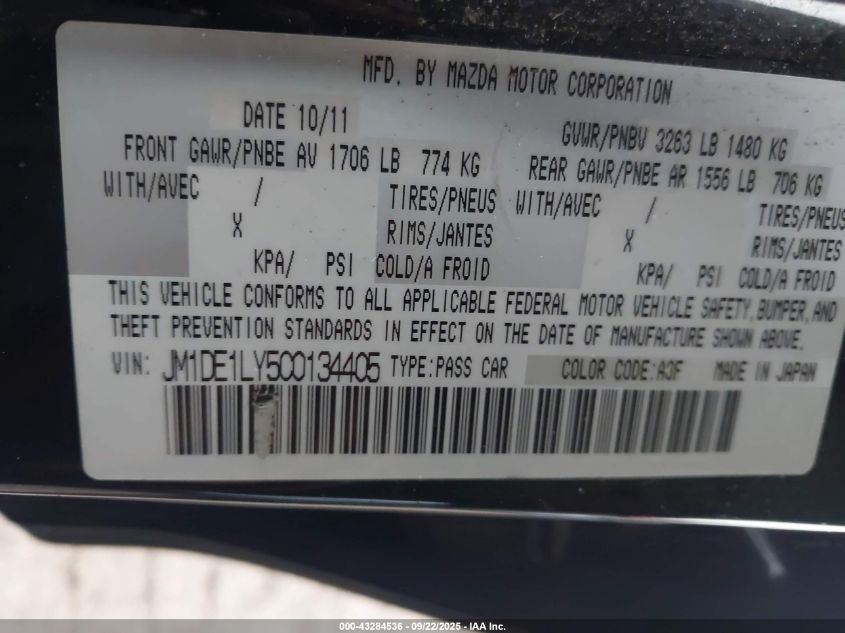 MFD. BY MAZDA MOTOR CORPORATION
DATE 10/11 GVWR/PNBV 3263 LB 1480 KG
FRONT GAWR/PNBE AV 1706 LB 774 KG REAR GAWR/PNBE AR 1556 LB 706 KG
WITH/AVEC / TIRES/PNEUS WITH/AVEC / TIRES/PNEUS
X RIMS/JANTES X RIMS/JANTES
KPA/ PSI COLD/A FROID KPA/ PSI COLD/A FROID
THIS VEHICLE CONFORMS TO ALL APPLICABLE FEDERAL MOTOR VEHICLE SAFETY, BUMPER, AND
THEFT PREVENTION STANDARDS IN EFFECT ON THE DATE OF MANUFACTURE SHOWN ABOVE.
VIN: JM1DE1LY5C0134405 TYPE: PASS CAR COLOR CODE: A3F MADE IN JAPAN
000-43284536 - 09/22/2025 - IAA Inc.